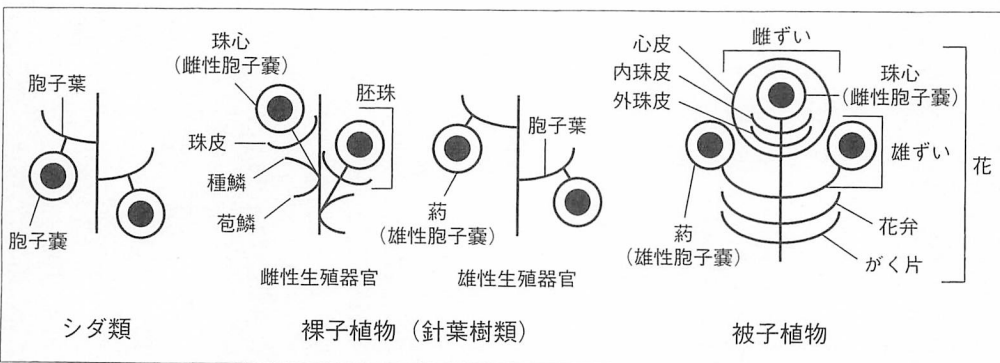 胞子葉
胞子嚢
シダ類
珠心
（雌性胞子嚢）
胚珠
珠皮
種鱗
苞鱗
雌性生殖器官
胞子葉
葯
（雄性胞子嚢）
雄性生殖器官
裸子植物（針葉樹類）
雌ずい
心皮
内珠皮
外珠皮
珠心
（雌性胞子嚢）
雄ずい
花
葯
（雄性胞子嚢）
花弁
がく片
被子植物